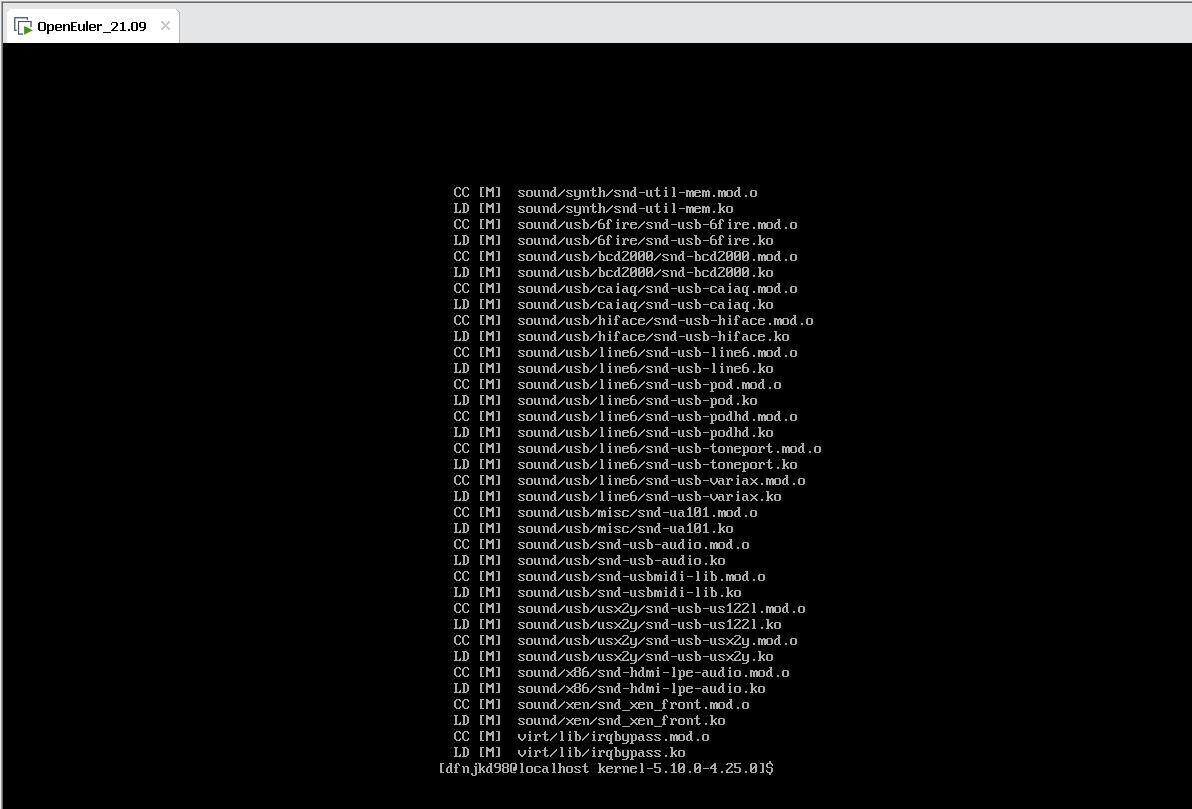 OpenEuler_21.09
CC [M]  sound/synth/snd-util-mem.mod.o
LD [M]  sound/synth/snd-util-mem.ko
CC [M]  sound/usb/6fire/snd-usb-6fire.mod.o
LD [M]  sound/usb/6fire/snd-usb-6fire.ko
CC [M]  sound/usb/bcd2000/snd-bcd2000.mod.o
LD [M]  sound/usb/bcd2000/snd-bcd2000.ko
CC [M]  sound/usb/caiaq/snd-usb-caiaq.mod.o
LD [M]  sound/usb/caiaq/snd-usb-caiaq.ko
CC [M]  sound/usb/hiface/snd-usb-hiface.mod.o
LD [M]  sound/usb/hiface/snd-usb-hiface.ko
CC [M]  sound/usb/line6/snd-usb-line6.mod.o
LD [M]  sound/usb/line6/snd-usb-line6.ko
CC [M]  sound/usb/line6/snd-usb-pod.mod.o
LD [M]  sound/usb/line6/snd-usb-pod.ko
CC [M]  sound/usb/line6/snd-usb-podhd.mod.o
LD [M]  sound/usb/line6/snd-usb-podhd.ko
CC [M]  sound/usb/line6/snd-usb-toneport.mod.o
LD [M]  sound/usb/line6/snd-usb-toneport.ko
CC [M]  sound/usb/line6/snd-usb-variax.mod.o
LD [M]  sound/usb/line6/snd-usb-variax.ko
CC [M]  sound/usb/misc/snd-ua101.mod.o
LD [M]  sound/usb/misc/snd-ua101.ko
CC [M]  sound/usb/snd-usb-audio.mod.o
LD [M]  sound/usb/snd-usb-audio.ko
CC [M]  sound/usb/snd-usbmidi-lib.mod.o
LD [M]  sound/usb/snd-usbmidi-lib.ko
CC [M]  sound/usb/usx2y/snd-usb-us122l.mod.o
LD [M]  sound/usb/usx2y/snd-usb-us122l.ko
CC [M]  sound/usb/usx2y/snd-usb-usx2y.mod.o
LD [M]  sound/usb/usx2y/snd-usb-usx2y.ko
CC [M]  sound/x86/snd-hdmi-lpe-audio.mod.o
LD [M]  sound/x86/snd-hdmi-lpe-audio.ko
CC [M]  sound/xen/snd_xen_front.mod.o
LD [M]  sound/xen/snd_xen_front.ko
CC [M]  virt/lib/irqbypass.mod.o
LD [M]  virt/lib/irqbypass.ko
[dfnjkd98@localhost kernel-5.10.0-4.25.0]$